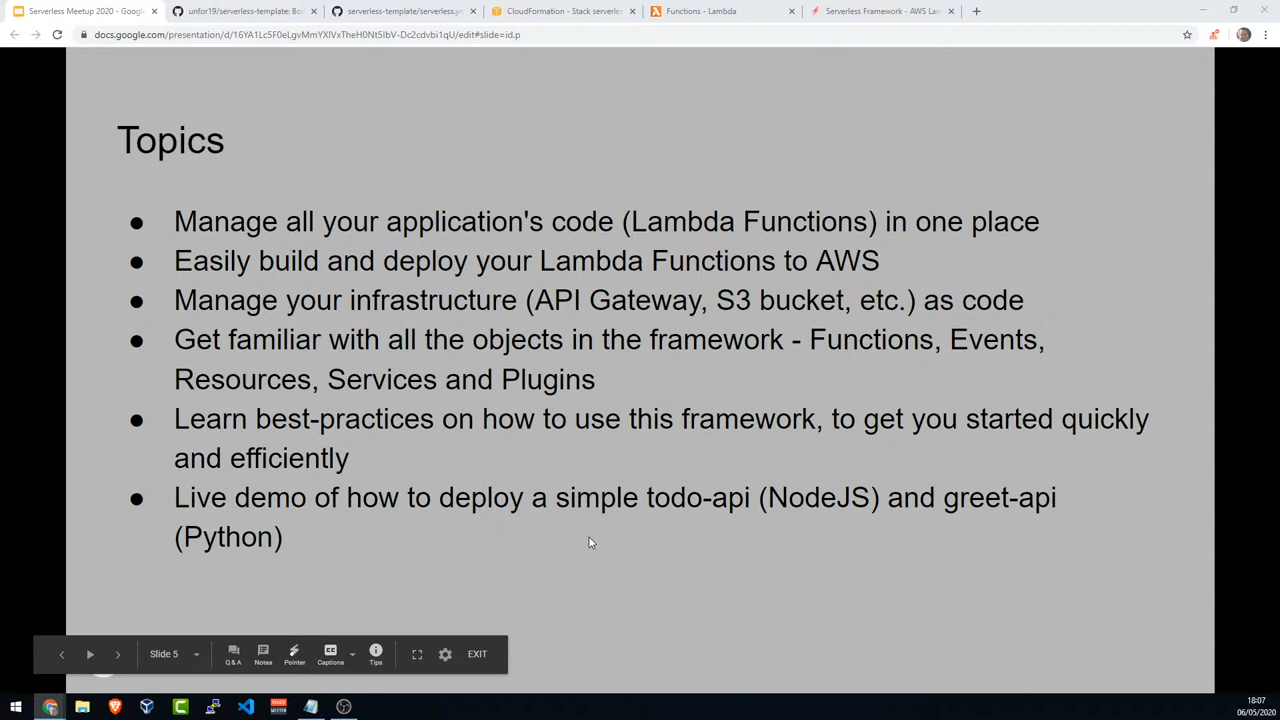 Serverless Meetup 2020 - Google
unfor19/serverless-template: Boi
serverless-template/serverless.ym
CloudFormation - Stack serverles
Functions - Lambda
Serverless Framework - AWS Lam
docs.google.com/presentation/d/16YA1Lc5F0eLgvMmYXlVxTheH0Nt5IbV-Dc2cdvbi1qU/edit#slide=id.p
Topics
● Manage all your application's code (Lambda Functions) in one place
● Easily build and deploy your Lambda Functions to AWS
● Manage your infrastructure (API Gateway, S3 bucket, etc.) as code
● Get familiar with all the objects in the framework - Functions, Events,
Resources, Services and Plugins
● Learn best-practices on how to use this framework, to get you started quickly
and efficiently
● Live demo of how to deploy a simple todo-api (NodeJS) and greet-api
(Python)
Slide 5
Q & A
Notes
Pointer
CC
Captions
Tips
EXIT
18:07
06/05/2020